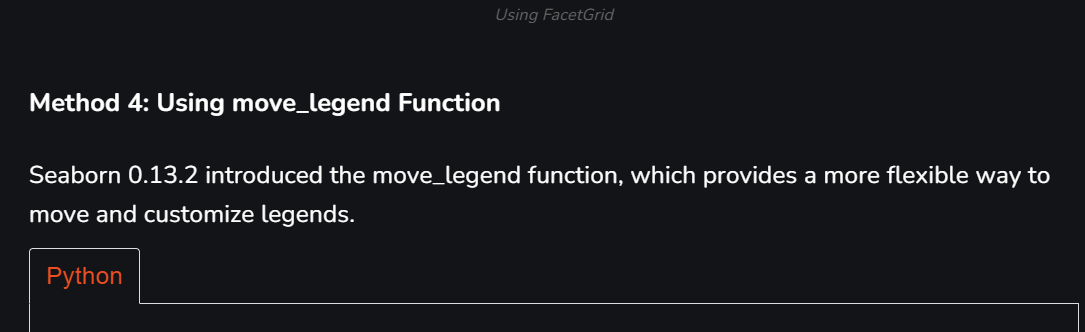 Using FacetGrid
Method 4: Using move_legend Function
Seaborn 0.13.2 introduced the move_legend function, which provides a more flexible way to
move and customize legends.
Python